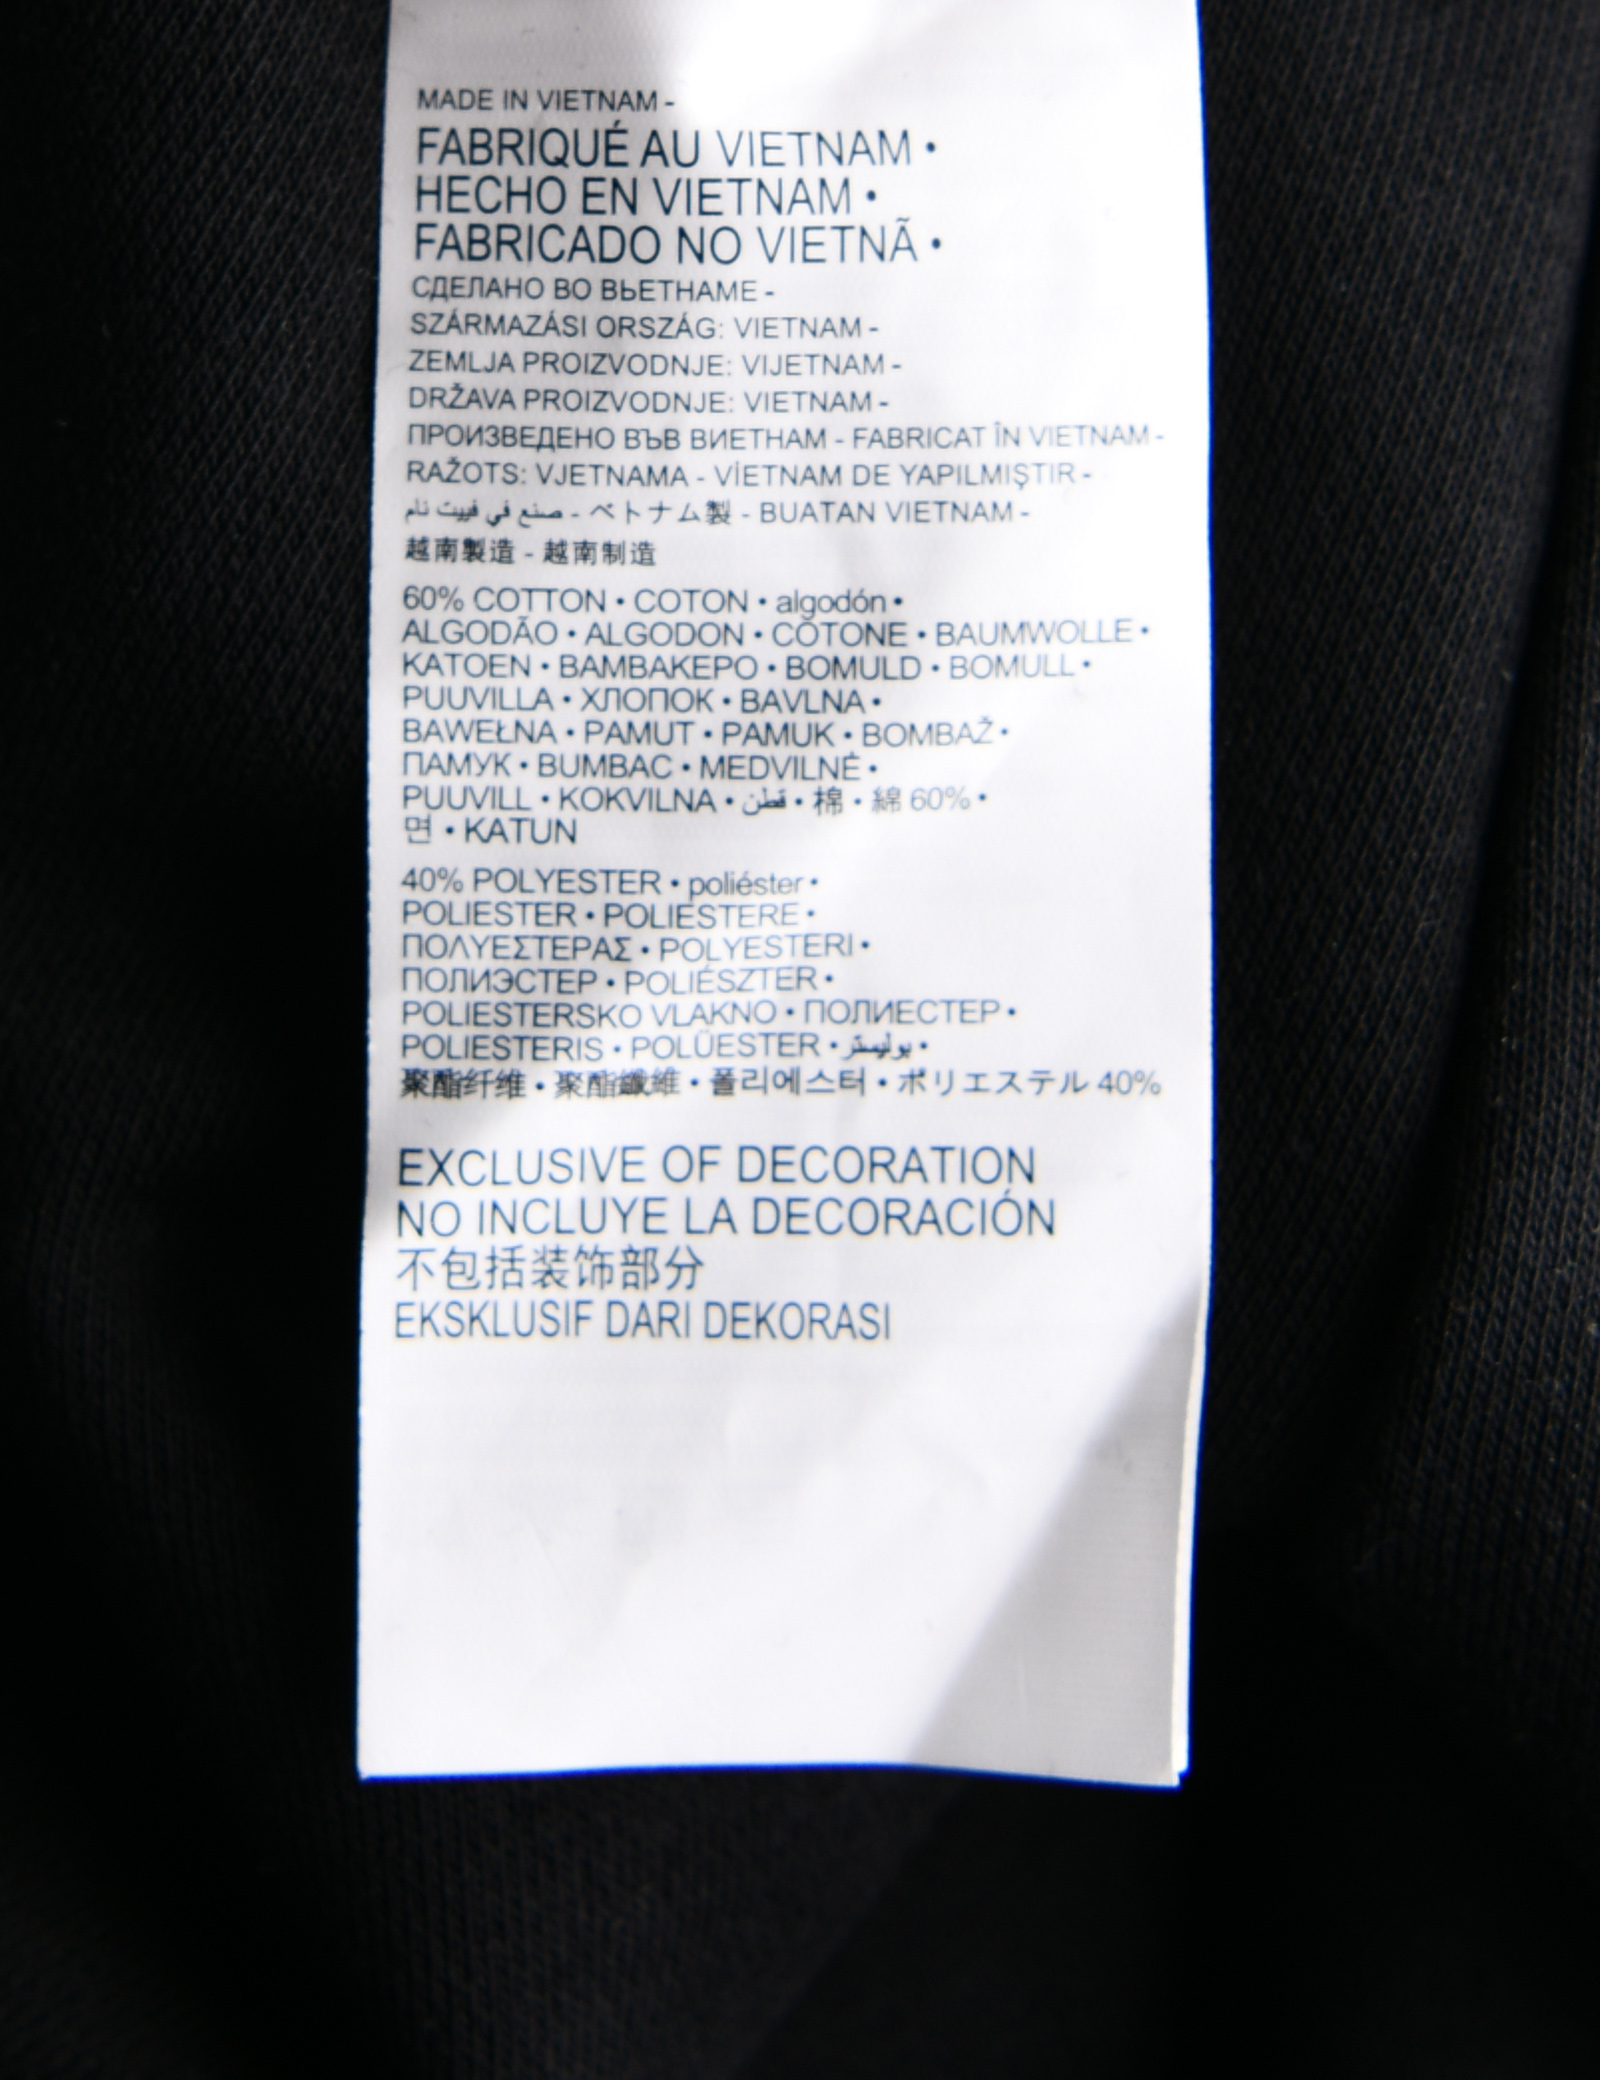 MADE IN VIETNAM -
FABRIQUÉ AU VIETNAM •
HECHO EN VIETNAM •
FABRICADO NO VIETNÃ •
СДЕЛАНО ВО ВЬЕТНАМЕ -
SZÁRMAZÁSI ORSZÁG: VIETNAM -
ZEMLJA PROIZVODNJE: VIJETNAM -
DRŽAVA PROIZVODNJE: VIETNAM -
ПРОИЗВЕДЕНО ВЪВ ВИЕТНАМ - FABRICAT ÎN VIETNAM -
RAŽOTS: VJETNAMA - VİETNAM DE YAPILMIŞTIR -
صنع في فييت نام - ベトナム製 - BUATAN VIETNAM -
越南製造 - 越南制造
60% COTTON • COTON • algodón •
ALGODÃO • ALGODON • COTONE • BAUMWOLLE •
KATOEN • ΒΑΜΒΑΚΕΡΟ • BOMULD • BOMULL •
PUUVILLA • ХЛОПОК • BAVLNA •
BAWEŁNA • PAMUT • PAMUK • BOMBAŽ •
ПАМУК • BUMBAC • MEDVILNĖ •
PUUVILL • KOKVILNA • قطن • 棉 • 綿 60% •
면 • KATUN
40% POLYESTER • poliéster •
POLIESTER • POLIESTERE •
ΠΟΛΥΕΣΤΕΡΑΣ • POLYESTERI •
ПОЛИЭСТЕР • POLIÉSZTER •
POLIESTERSKO VLAKNO • ПОЛИЕСТЕР •
POLIESTERIS • POLÜESTER • بوليستر •
聚酯纤维 • 聚酯纖維 • 폴리에스터 • ポリエステル 40%
EXCLUSIVE OF DECORATION
NO INCLUYE LA DECORACIÓN
不包括装饰部分
EKSKLUSIF DARI DEKORASI